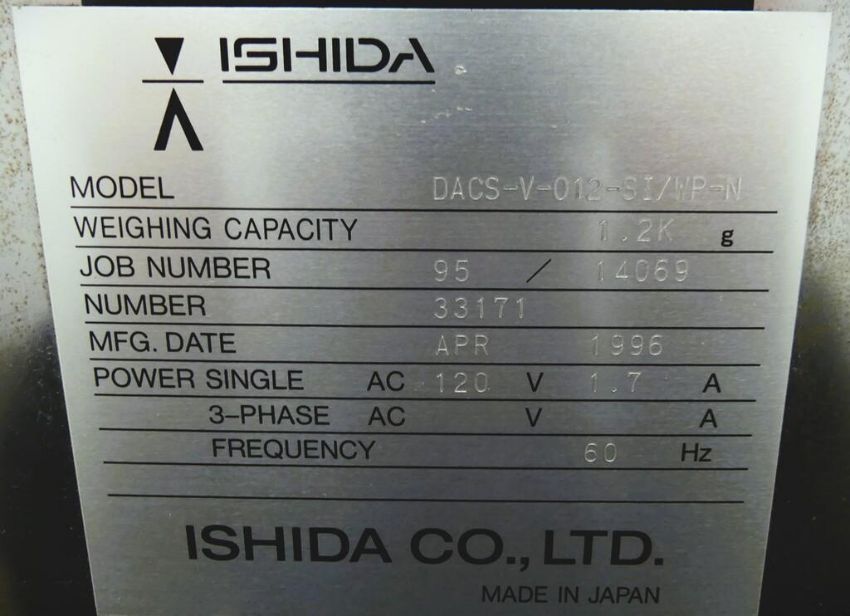 ISHIDA
MODEL DACS-V-012-SI/WP-N
WEIGHING CAPACITY 1.2K g
JOB NUMBER 95 / 14069
NUMBER 33171
MFG. DATE APR 1996
POWER SINGLE AC 120 V 1.7 A
3-PHASE AC V A
FREQUENCY 60 Hz
ISHIDA CO., LTD.
MADE IN JAPAN